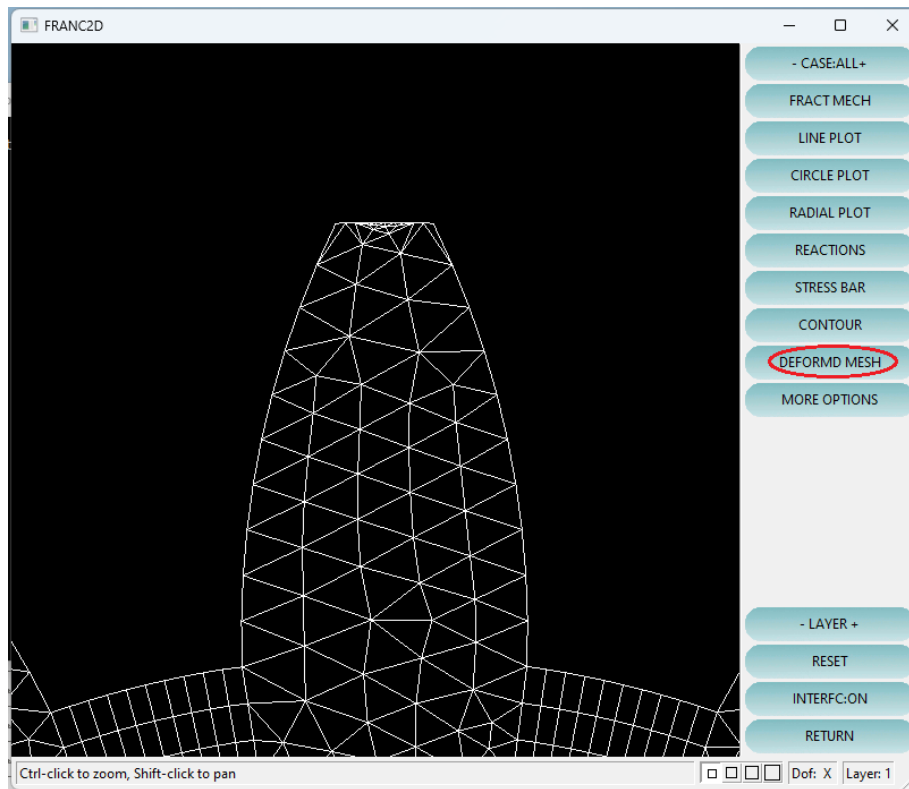 FRANC2D
- CASE:ALL+
FRACT MECH
LINE PLOT
CIRCLE PLOT
RADIAL PLOT
REACTIONS
STRESS BAR
CONTOUR
DEFORMD MESH
MORE OPTIONS
- LAYER +
RESET
INTERFC:ON
RETURN
Ctrl-click to zoom, Shift-click to pan
Dof: X
Layer: 1